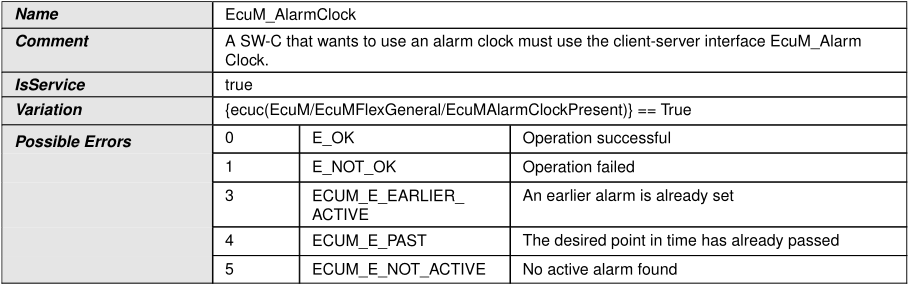 Name EcuM_AlarmClock
Comment A SW-C that wants to use an alarm clock must use the client-server interface EcuM_Alarm
Clock.
IsService true
Variation {ecuc(EcuM/EcuMFlexGeneral/EcuMAlarmClockPresent)} == True
Possible Errors 0 E_OK Operation successful
1 E_NOT_OK Operation failed
3 ECUM_E_EARLIER_ An earlier alarm is already set
ACTIVE
4 ECUM_E_PAST The desired point in time has already passed
5 ECUM_E_NOT_ACTIVE No active alarm found